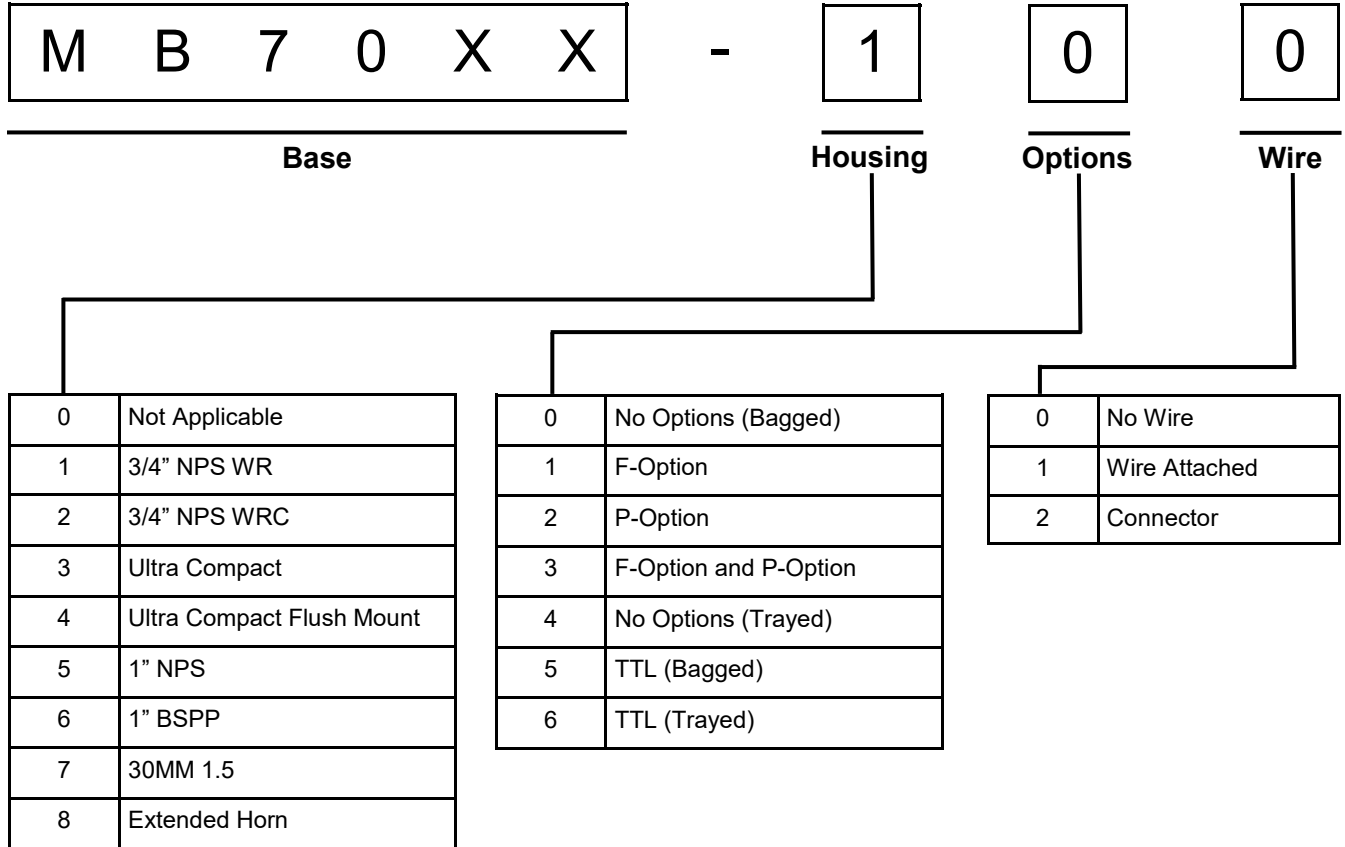 M B 7 0 X X - 1 0 0
Base Housing Options Wire
0 Not Applicable
1 3/4” NPS WR
2 3/4” NPS WRC
3 Ultra Compact
4 Ultra Compact Flush Mount
5 1” NPS
6 1” BSPP
7 30MM 1.5
8 Extended Horn
0 No Options (Bagged)
1 F-Option
2 P-Option
3 F-Option and P-Option
4 No Options (Trayed)
5 TTL (Bagged)
6 TTL (Trayed)
0 No Wire
1 Wire Attached
2 Connector